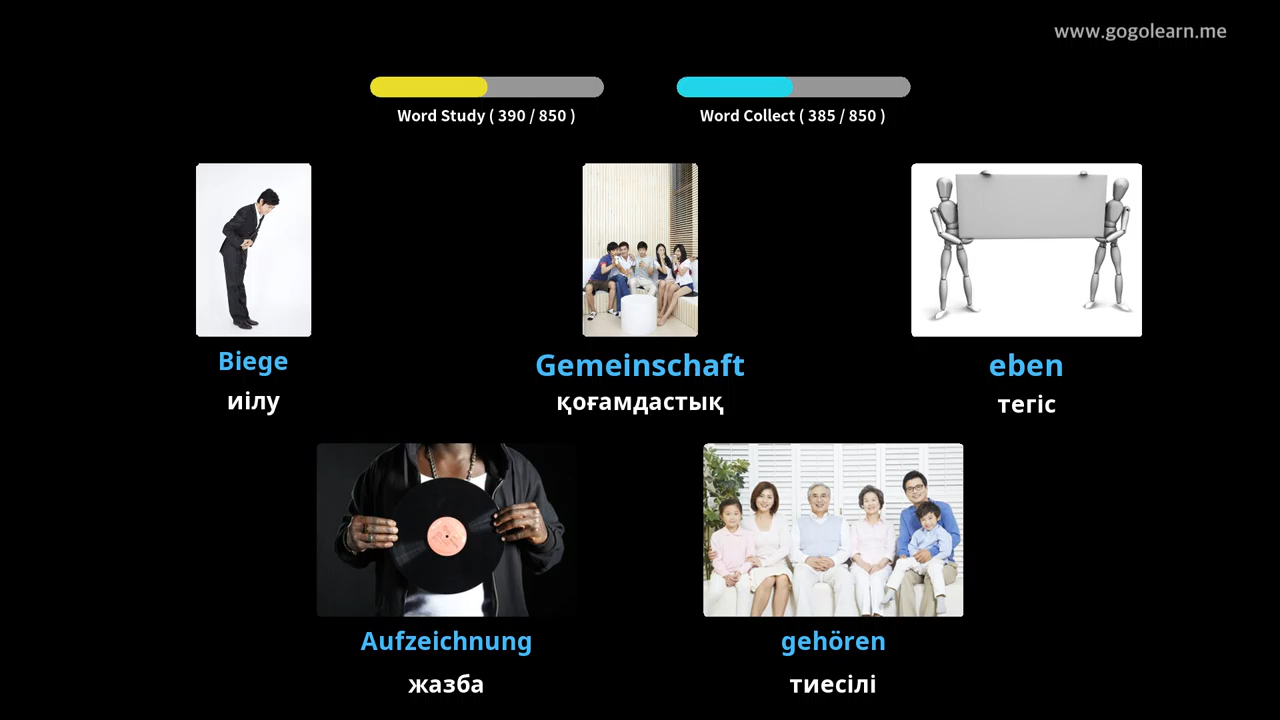 www.gogolearn.me
Word Study ( 390 / 850 )
Word Collect ( 385 / 850 )
Biege
иілу
Gemeinschaft
қоғамдастық
eben
тегіс
Aufzeichnung
жазба
gehören
тиесілі